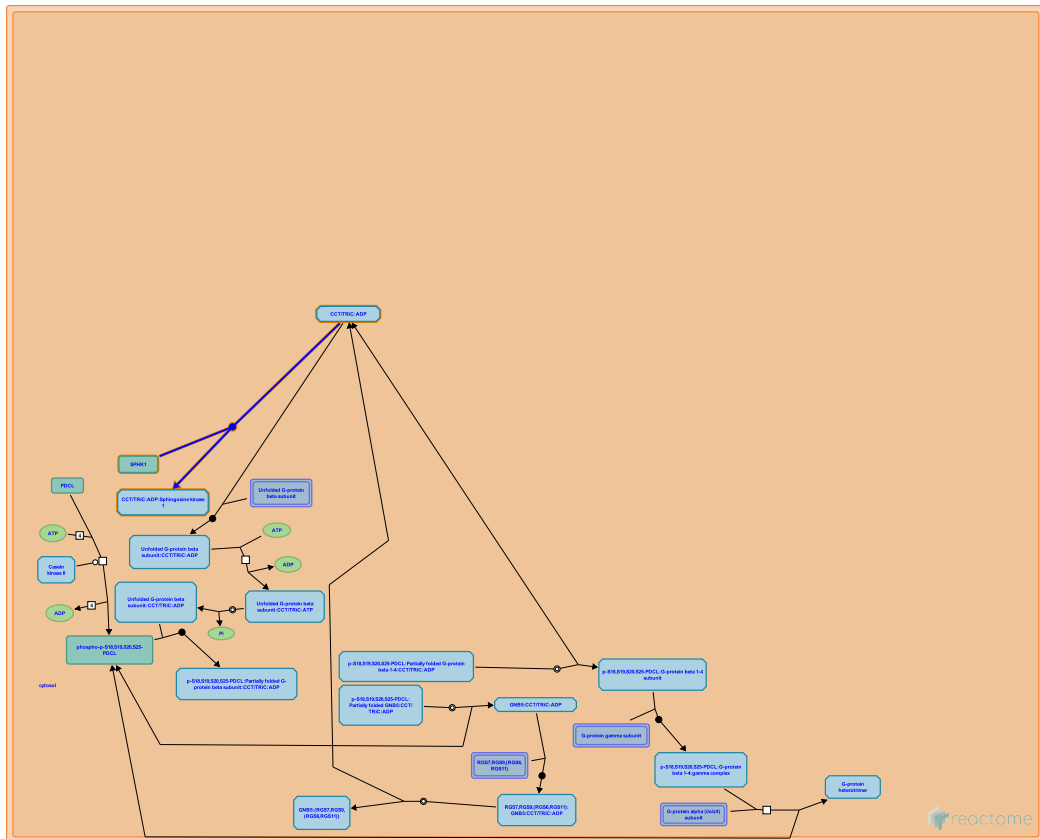 CCT/TRiC:ADP
SPHK1
PDCL
CCT/TRiC:ADP:Sphingosine kinase
1
Unfolded G-protein
beta subunit
ATP
4
ATP
Unfolded G-protein beta
subunit:CCT/TRiC:ADP
Casein
kinase II
ADP
Unfolded G-protein beta
subunit:CCT/TRiC:ADP
Unfolded G-protein beta
subunit:CCT/TRiC:ATP
4
ADP
Pi
phospho-p-S18,S19,S20,S25-
PDCL
p-S18,S19,S20,S25-PDCL:Partially folded G-
protein beta subunit:CCT/TRiC:ADP
cytosol
p-S18,S19,S20,S25-PDCL:Partially folded G-protein
beta 1-4:CCT/TRiC:ADP
p-S18,S19,S20,S25-PDCL:G-protein beta 1-4
subunit
p-S18,S19,S20,S25-PDCL:
Partially folded GNB5:CCT/
TRiC:ADP
GNB5:CCT/TRiC:ADP
G-protein gamma subunit
RGS7,RGS9,(RGS6,
RGS11)
p-S18,S19,S20,S25-PDCL:G-protein
beta 1-4:gamma complex
G-protein
heterotrimer
GNB5:(RGS7,RGS9,
(RGS6,RGS11))
RGS7,RGS9,(RGS6,RGS11):
GNB5:CCT/TRiC:ADP
G-protein alpha (i/o/z/t)
subunit
reactome